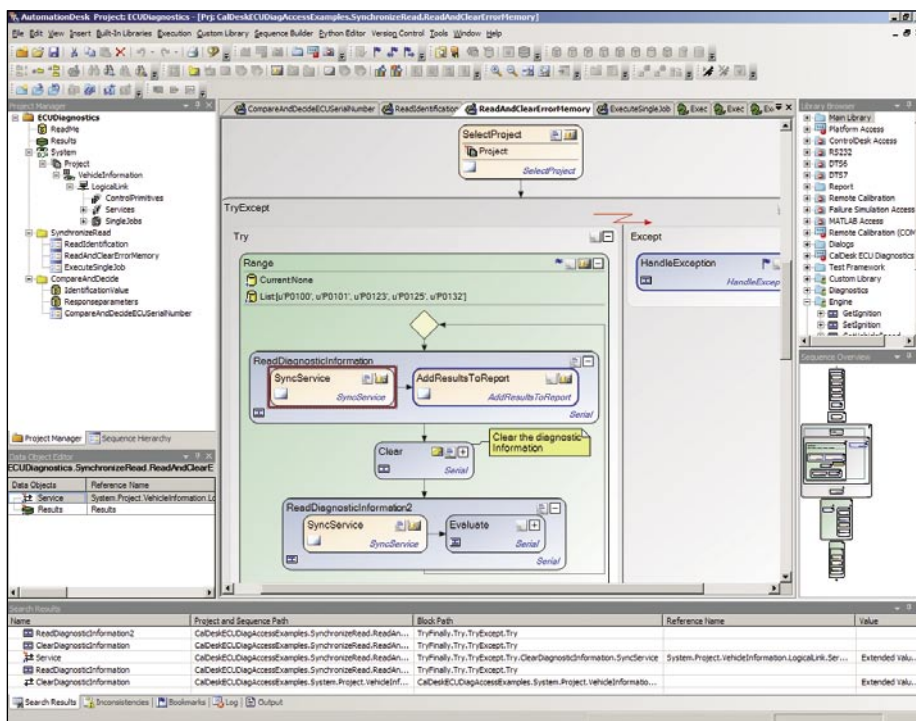 AutomationDesk Project: ECUDiagnostics - [Prj: CalDeskECUDiagAccessExamples.SynchronizeRead.ReadAndClearErrorMemory]
File Edit View Insert Built-In Libraries Execution Custom Library Sequence Builder Python Editor Version Control Tools Window Help
Project Manager
ECUDiagnostics
ReadMe
Results
System
Project
VehicleInformation
LogicalLink
ControlPrimitives
Services
SingleJobs
SynchronizeRead
ReadIdentification
ReadAndClearErrorMemory
ExecuteSingleJob
CompareAndDecide
IdentificationValue
Responseparameters
CompareAndDecideECUSerialNumber
Project Manager Sequence Hierarchy
Data Object Editor
ECUDiagnostics.SynchronizeRead.ReadAndClearE
Data Objects Reference Name
Service System.Project.VehicleInformation.Lo
Results Results
CompareAndDecideECUSerialNumber ReadIdentification ReadAndClearErrorMemory ExecuteSingleJob Exec Exec Ex
SelectProject
Project
SelectProject
TryExcept
Try
Except
Range
CurrentNone
List[u'P0100', u'P0101', u'P0123', u'P0125', u'P0132']
HandleException
HandleExcep
ReadDiagnosticInformation
SyncService
SyncService
AddResultsToReport
AddResultsToReport
Serial
Clear
Serial
Clear the diagnostic
Information
ReadDiagnosticInformation2
SyncService
SyncService
Evaluate
Serial
Serial
Library Browser
Main Library
Platform Access
ControlDesk Access
RS232
DTS6
DTS7
Report
Remote Calibration
Failure Simulation Access
MATLAB Access
Remote Calibration (COM
Dialogs
CalDesk ECU Diagnostics
Test Framework
Custom Library
Diagnostics
Engine
GetIgnition
SetIgnition
Sequence Overview
Search Results
Name Project and Sequence Path Block Path Reference Name Value
ReadDiagnosticInformation2 CalDeskECUDiagAccessExamples.SynchronizeRead.ReadAn... TryFinally.Try.TryExcept.Try
ClearDiagnosticInformation CalDeskECUDiagAccessExamples.SynchronizeRead.ReadAn... TryFinally.Try.TryExcept.Try
Service CalDeskECUDiagAccessExamples.SynchronizeRead.ReadAn... TryFinally.Try.TryExcept.Try.ClearDiagnosticInformation.SyncService System.Project.VehicleInformation.LogicalLink.Ser... Extended Valu...
ReadDiagnosticInformation CalDeskECUDiagAccessExamples.SynchronizeRead.ReadAn... TryFinally.Try.TryExcept.Try
ClearDiagnosticInformation CalDeskECUDiagAccessExamples.System.Project.VehicleInf... CalDeskECUDiagAccessExamples.System.Project.VehicleInformatio... Extended Valu...
Search Results Inconsistencies Bookmarks Log Output